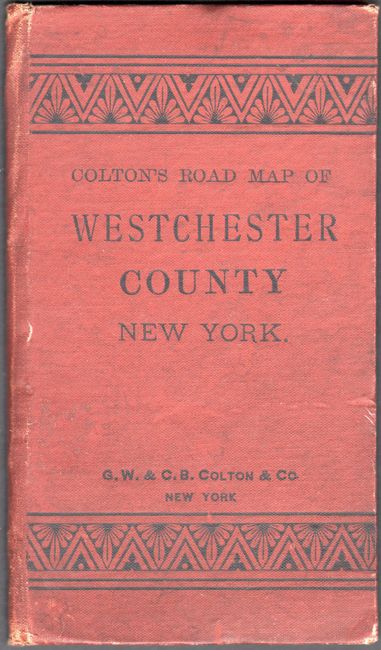 COLTON'S ROAD MAP OF
WESTCHESTER
COUNTY
NEW YORK.
G. W. & C. B. COLTON & CO.
NEW YORK